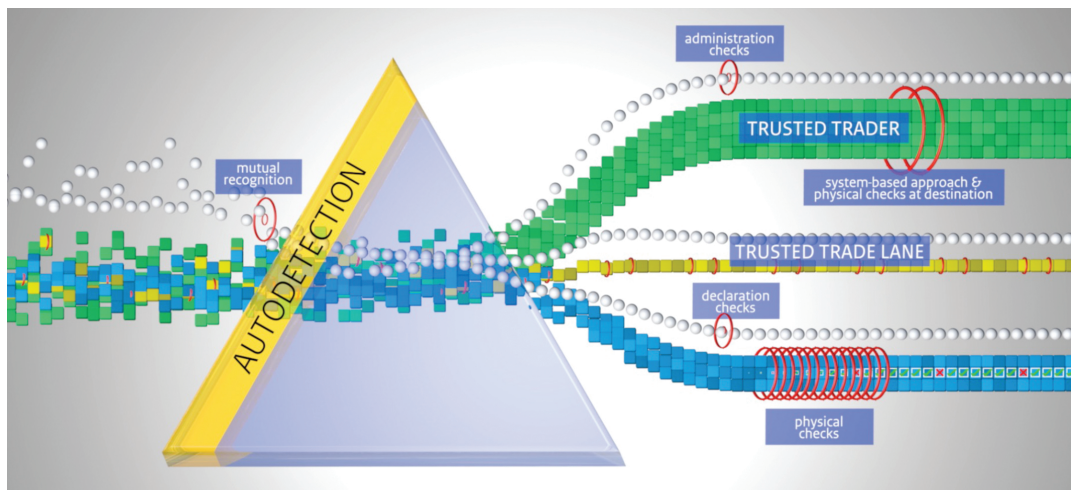 mutual
recognition
AUTODETECTION
administration
checks
TRUSTED TRADER
system-based approach &
physical checks at destination
TRUSTED TRADE LANE
declaration
checks
physical
checks